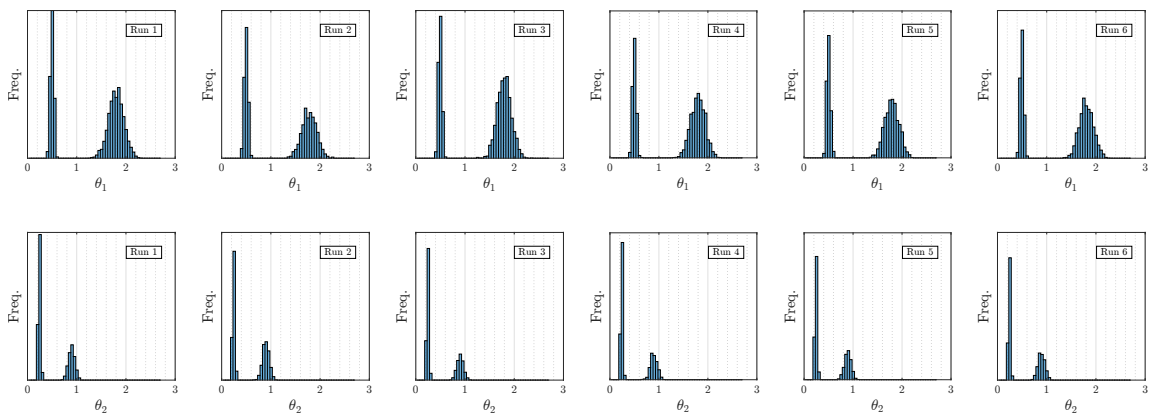 Freq. Run 1 Freq. Run 2 Freq. Run 3 Freq. Run 4 Freq. Run 5 Freq. Run 6
0 1 2 3 0 1 2 3 0 1 2 3 0 1 2 3 0 1 2 3 0 1 2 3
θ₁ θ₁ θ₁ θ₁ θ₁ θ₁
Freq. Run 1 Freq. Run 2 Freq. Run 3 Freq. Run 4 Freq. Run 5 Freq. Run 6
0 1 2 3 0 1 2 3 0 1 2 3 0 1 2 3 0 1 2 3 0 1 2 3
θ₂ θ₂ θ₂ θ₂ θ₂ θ₂